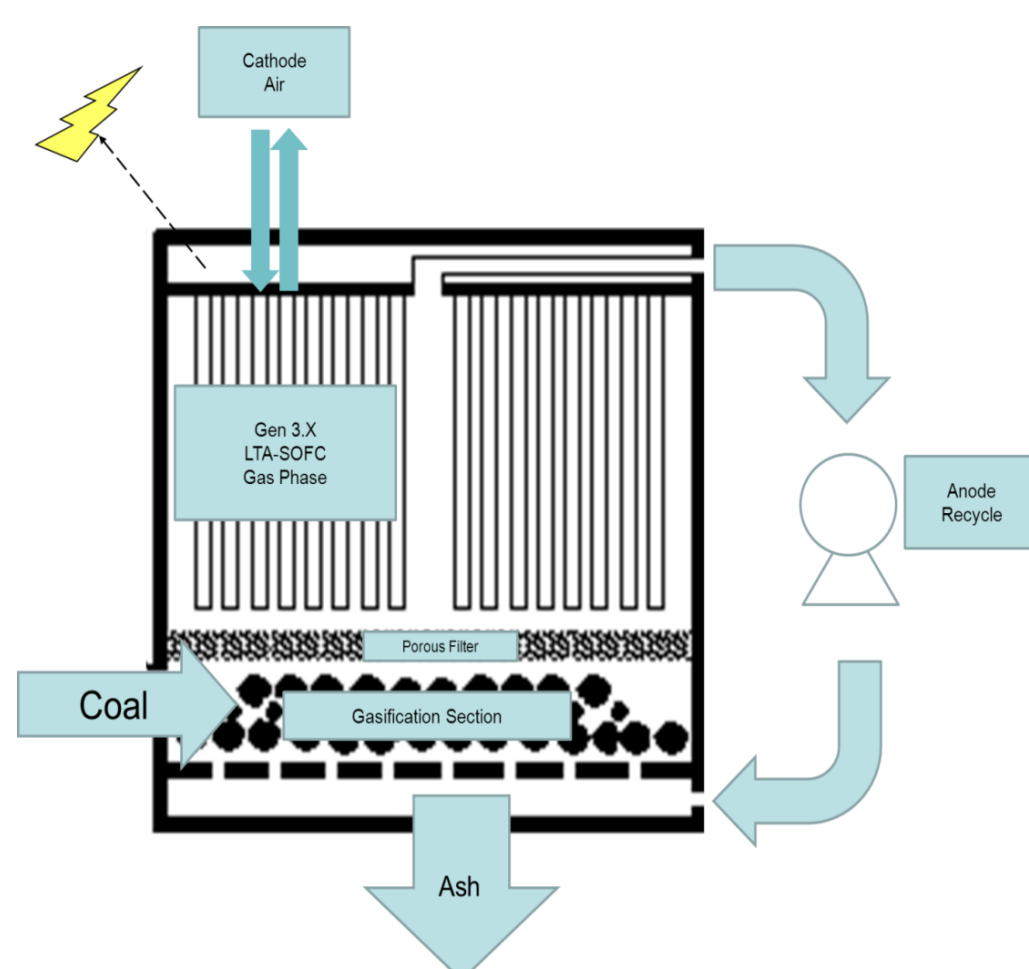 Cathode
Air
Gen 3.X
LTA-SOFC
Gas Phase
Anode
Recycle
Porous Filter
Coal
Gasification Section
Ash